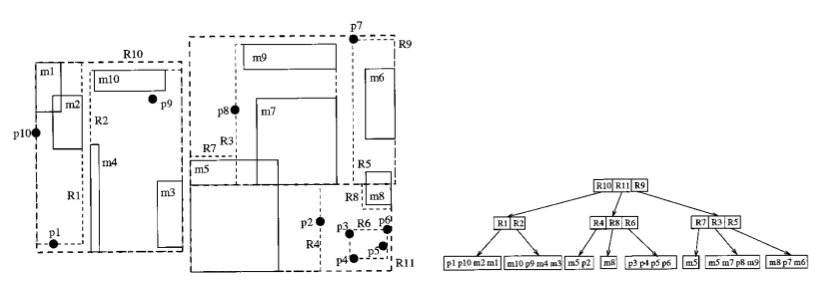 p7
R10
R9
m1
m9
m10
m6
m2
p9
p8
m7
R2
p10
R3
R7
m4
m5
R5
R1
m3
R8
m8
p2
p3
R6
p6
p1
R4
p5
p4
R11
R10 R11 R9
R1 R2
R4 R8 R6
R7 R3 R5
p1 p10 m2 m1
m10 p9 m4 m3
m5 p2
m8
p3 p4 p5 p6
m5
m5 m7 p8 m9
m8 p7 m6